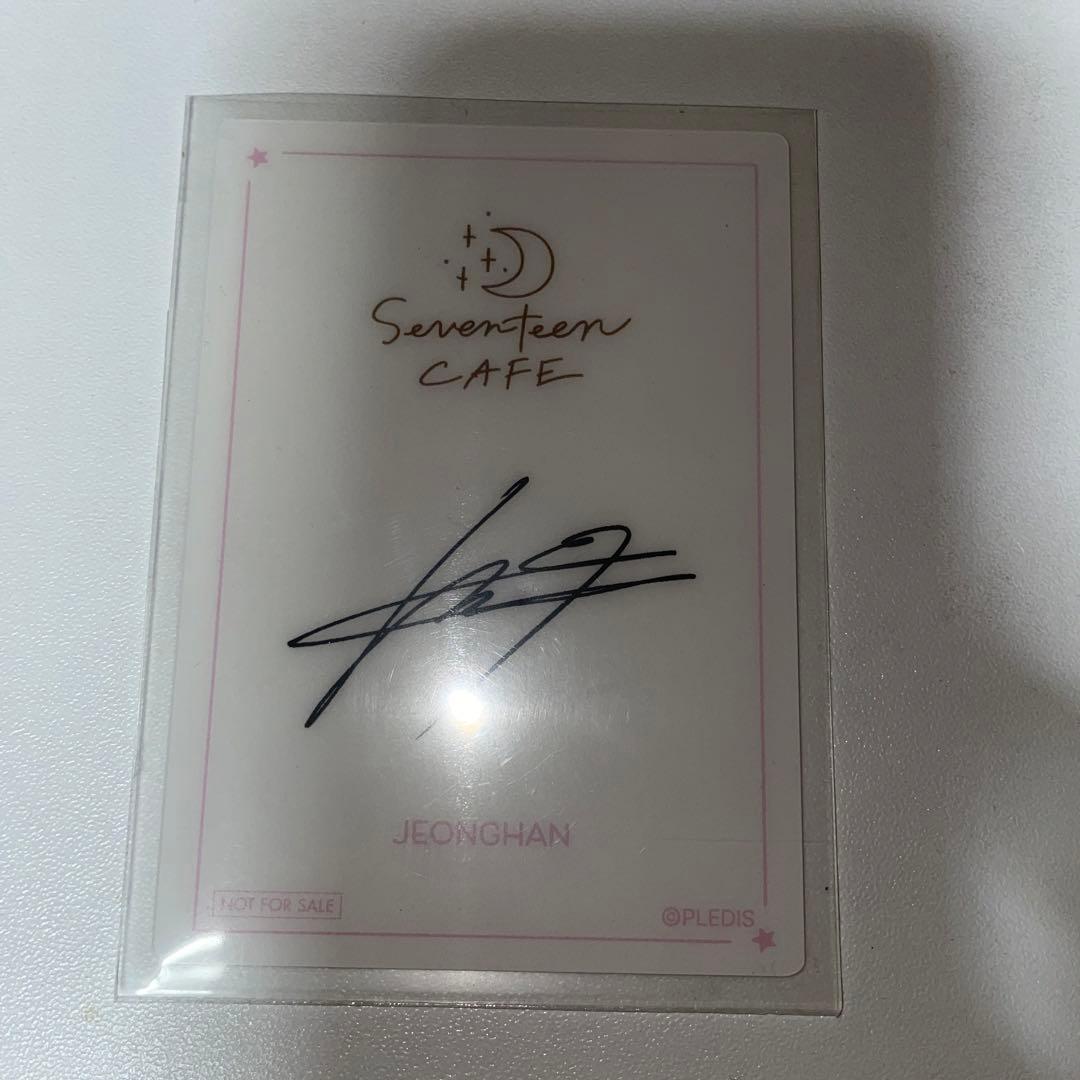 Seventeen
CAFE
JEONGHAN
NOT FOR SALE
©PLEDIS